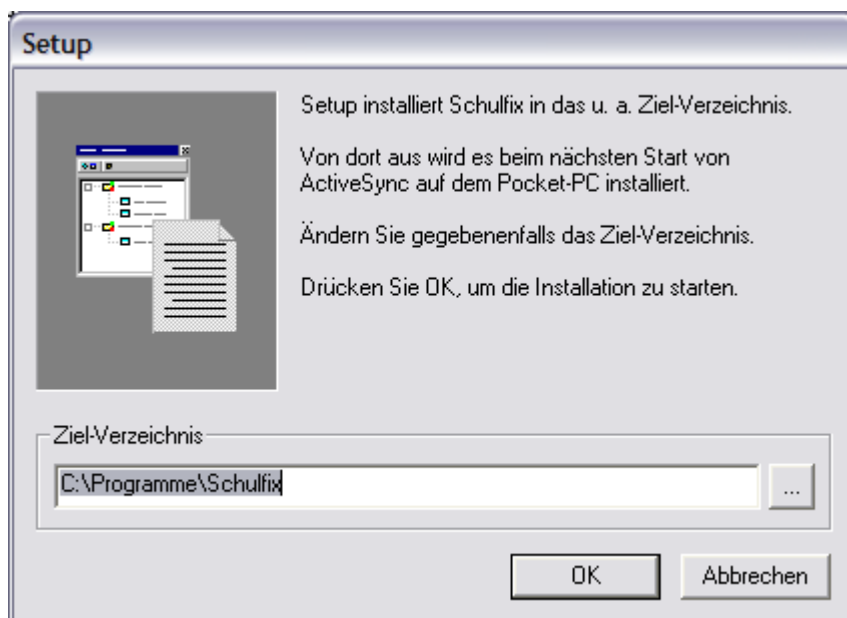 Setup
Setup installiert Schulfix in das u. a. Ziel-Verzeichnis.
Von dort aus wird es beim nächsten Start von
ActiveSync auf dem Pocket-PC installiert.
Ändern Sie gegebenenfalls das Ziel-Verzeichnis.
Drücken Sie OK, um die Installation zu starten.
Ziel-Verzeichnis
C:\Programme\Schulfix
...
OK
Abbrechen